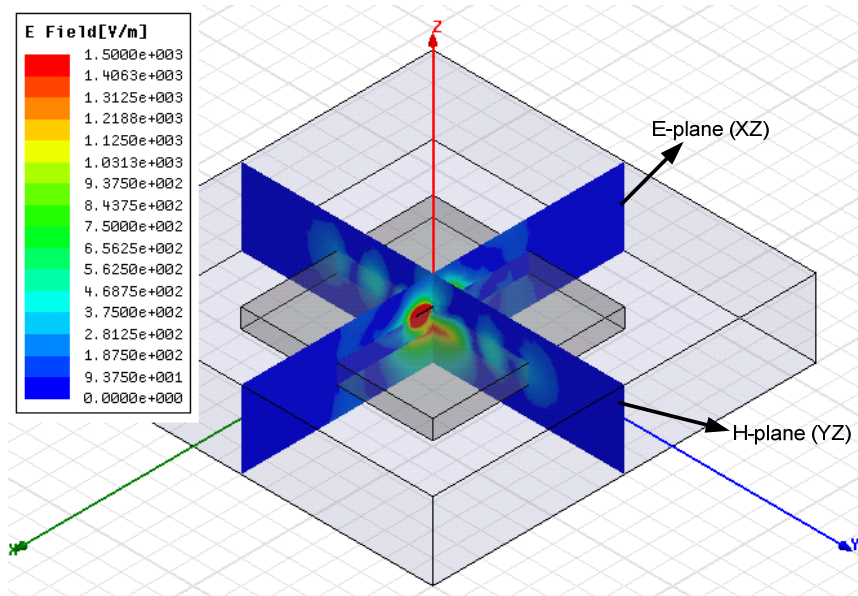 E Field[V/m]
1.5000e+003
1.4063e+003
1.3125e+003
1.2188e+003
1.1250e+003
1.0313e+003
9.3750e+002
8.4375e+002
7.5000e+002
6.5625e+002
5.6250e+002
4.6875e+002
3.7500e+002
2.8125e+002
1.8750e+002
9.3750e+001
0.0000e+000
Z
E-plane (XZ)
H-plane (YZ)
X
Y